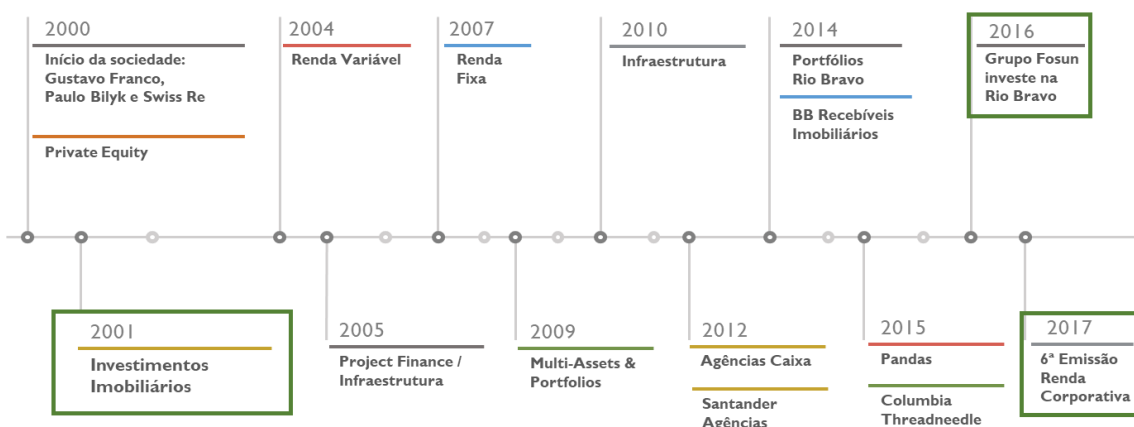 2000
Início da sociedade:
Gustavo Franco,
Paulo Bilyk e Swiss Re
Private Equity
2004
Renda Variável
2007
Renda
Fixa
2010
Infraestrutura
2014
Portfólios
Rio Bravo
BB Recebíveis
Imobiliários
2016
Grupo Fosun
investe na
Rio Bravo
2001
Investimentos
Imobiliários
2005
Project Finance /
Infraestrutura
2009
Multi-Assets &
Portfolios
2012
Agências Caixa
Santander
Agências
2015
Pandas
Columbia
Threadneedle
2017
6ª Emissão
Renda
Corporativa